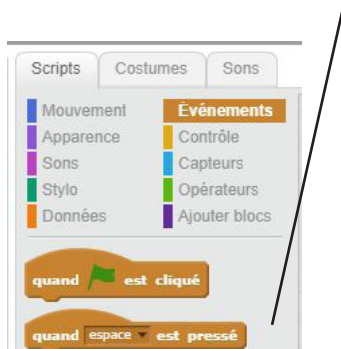 Scripts Costumes Sons
Mouvement Événements
Apparence Contrôle
Sons Capteurs
Stylo Opérateurs
Données Ajouter blocs
quand est cliqué
quand espace est pressé